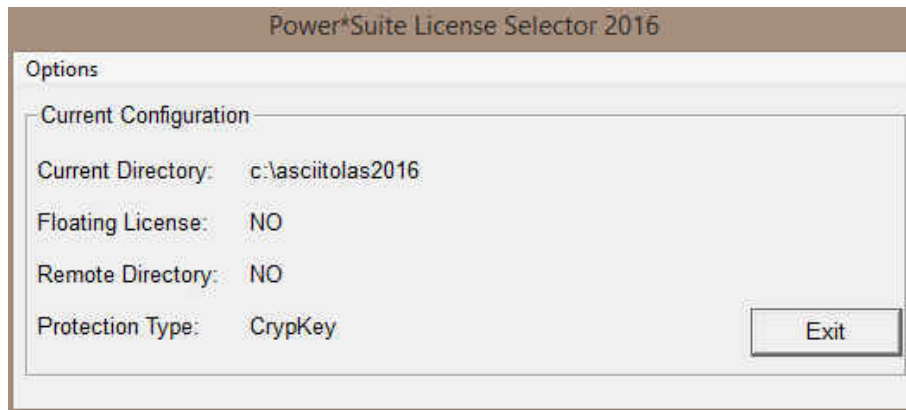 Power*Suite License Selector 2016
Options
Current Configuration
Current Directory: c:\asciitolas2016
Floating License: NO
Remote Directory: NO
Protection Type: CrypKey
Exit